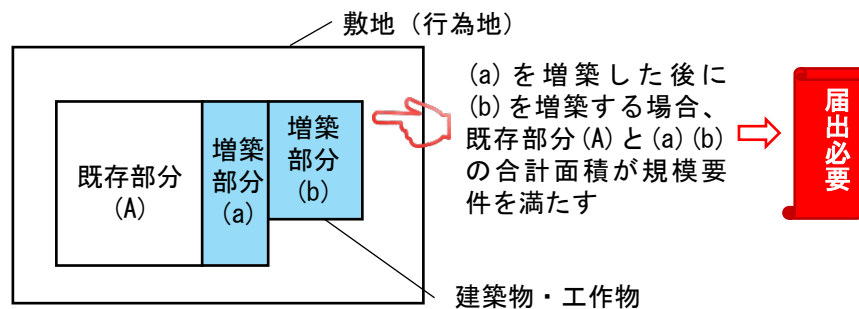 敷地（行為地）
(a)を増築した後に
(b)を増築する場合、
既存部分(A)と(a)(b)
の合計面積が規模要
件を満たす
届出必要
既存部分
(A)
増築
部分
(a)
増築
部分
(b)
建築物・工作物